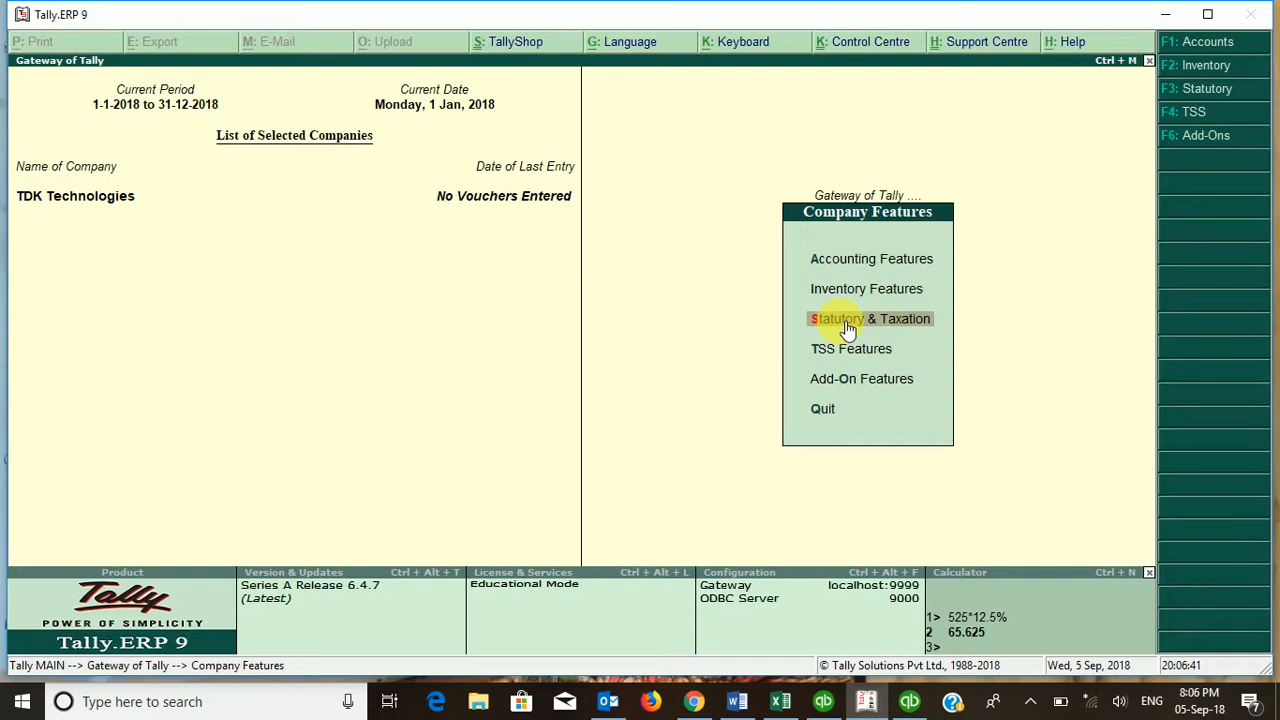 Tally.ERP 9
P: Print
E: Export
M: E-Mail
O: Upload
S: TallyShop
G: Language
K: Keyboard
K: Control Centre
H: Support Centre
H: Help
F1: Accounts
F2: Inventory
F3: Statutory
F4: TSS
F6: Add-Ons
Gateway of Tally
Ctrl + M
Current Period
1-1-2018 to 31-12-2018
Current Date
Monday, 1 Jan, 2018
List of Selected Companies
Name of Company
Date of Last Entry
TDK Technologies
No Vouchers Entered
Gateway of Tally ....
Company Features
Accounting Features
Inventory Features
Statutory & Taxation
TSS Features
Add-On Features
Quit
Product
Tally
POWER OF SIMPLICITY
Tally.ERP 9
Version & Updates Ctrl + Alt + T
Series A Release 6.4.7
(Latest)
License & Services Ctrl + Alt + L
Educational Mode
Configuration Ctrl + Alt + F
Gateway localhost:9999
ODBC Server 9000
Calculator Ctrl + N
1> 525*12.5%
2 65.625
3>
Tally MAIN --> Gateway of Tally --> Company Features
© Tally Solutions Pvt Ltd., 1988-2018
Wed, 5 Sep, 2018
20:06:41
Type here to search
ENG
8:06 PM
05-Sep-18
7